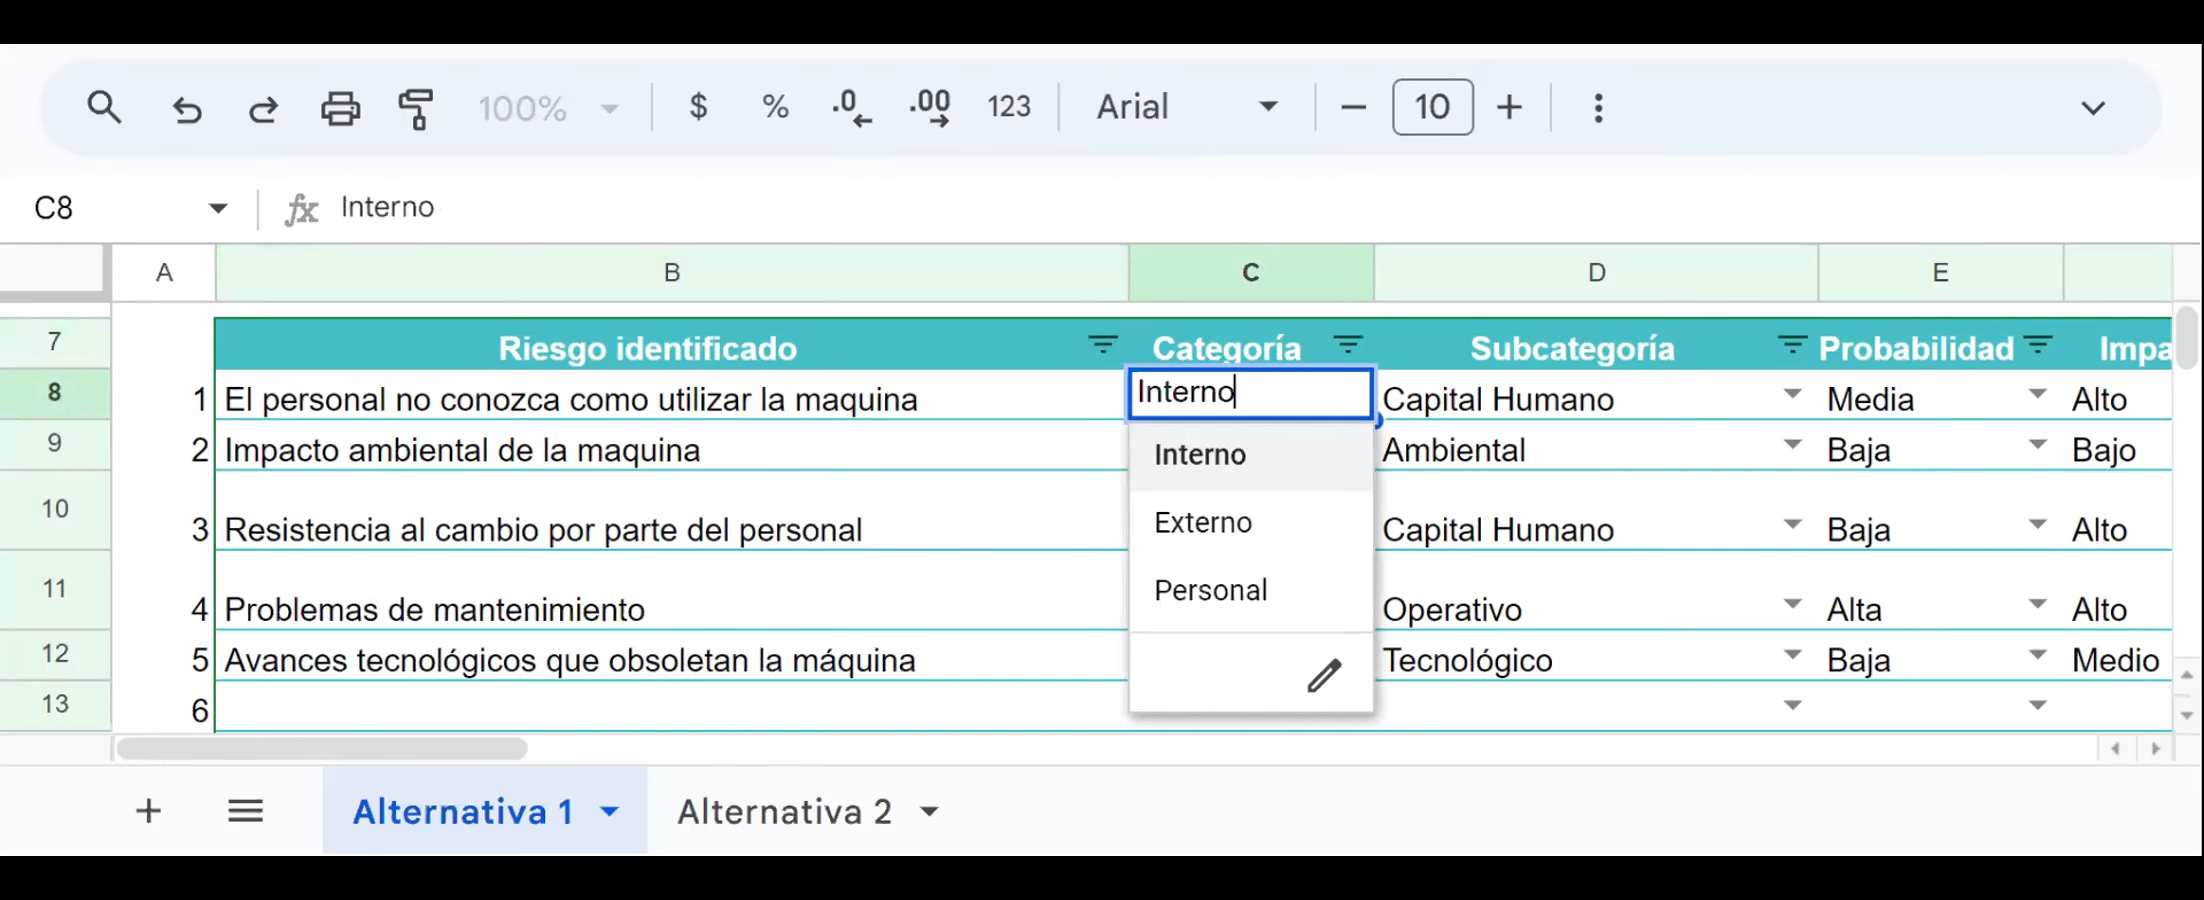 100% $ % .0 .00 123 Arial 10
C8 fx Interno
A B C D E
7 Riesgo identificado Categoría Subcategoría Probabilidad Impa
8 1 El personal no conozca como utilizar la maquina Interno Capital Humano Media Alto
9 2 Impacto ambiental de la maquina Interno Ambiental Baja Bajo
10 3 Resistencia al cambio por parte del personal Externo Capital Humano Baja Alto
11 4 Problemas de mantenimiento Personal Operativo Alta Alto
12 5 Avances tecnológicos que obsoletan la máquina Tecnológico Baja Medio
13 6
Alternativa 1 Alternativa 2